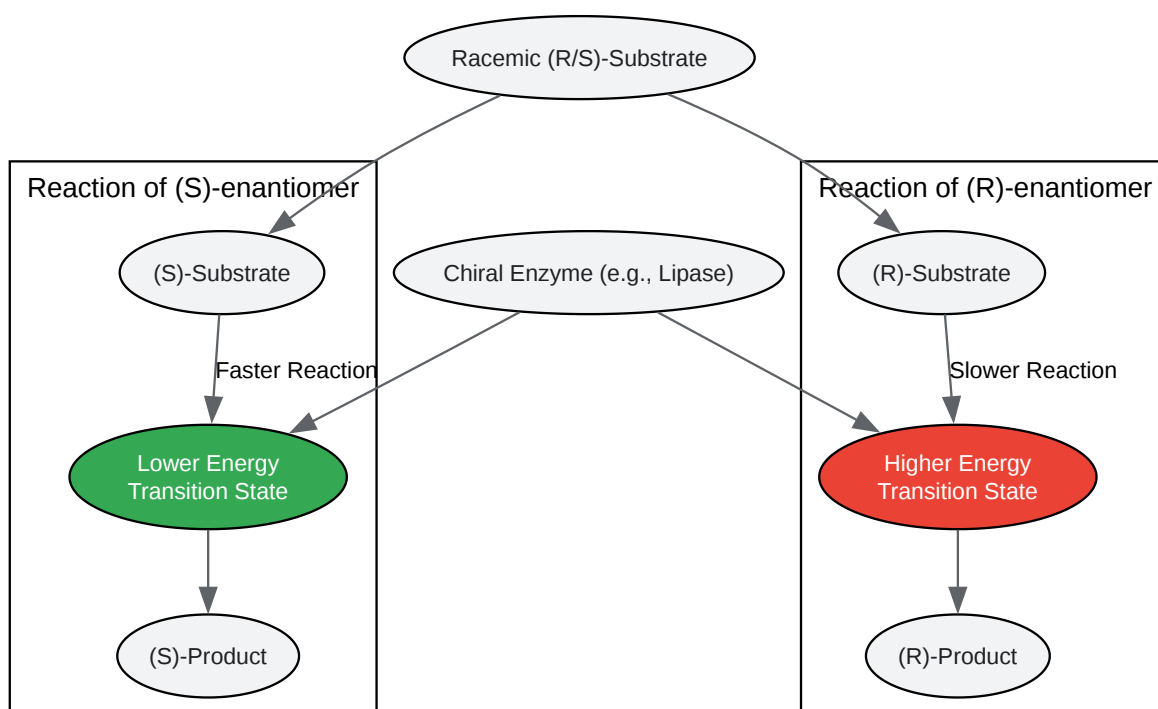 Racemic (R/S)-Substrate
Reaction of (S)-enantiomer
Reaction of (R)-enantiomer
(S)-Substrate
Chiral Enzyme (e.g., Lipase)
(R)-Substrate
Faster Reaction
Slower Reaction
Lower Energy
Transition State
Higher Energy
Transition State
(S)-Product
(R)-Product